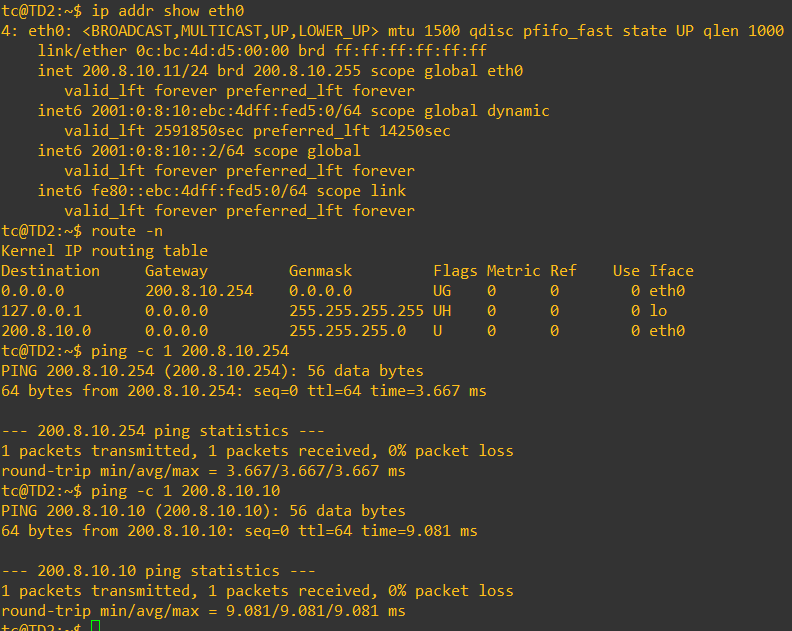 tc@TD2:~$ ip addr show eth0
4: eth0: <BROADCAST,MULTICAST,UP,LOWER_UP> mtu 1500 qdisc pfifo_fast state UP qlen 1000
    link/ether 0c:bc:4d:d5:00:00 brd ff:ff:ff:ff:ff:ff
    inet 200.8.10.11/24 brd 200.8.10.255 scope global eth0
       valid_lft forever preferred_lft forever
    inet6 2001:0:8:10:ebc:4dff:fed5:0/64 scope global dynamic
       valid_lft 2591850sec preferred_lft 14250sec
    inet6 2001:0:8:10::2/64 scope global
       valid_lft forever preferred_lft forever
    inet6 fe80::ebc:4dff:fed5:0/64 scope link
       valid_lft forever preferred_lft forever
tc@TD2:~$ route -n
Kernel IP routing table
Destination     Gateway         Genmask         Flags Metric Ref    Use Iface
0.0.0.0         200.8.10.254    0.0.0.0         UG    0      0        0 eth0
127.0.0.1       0.0.0.0         255.255.255.255 UH    0      0        0 lo
200.8.10.0      0.0.0.0         255.255.255.0   U     0      0        0 eth0
tc@TD2:~$ ping -c 1 200.8.10.254
PING 200.8.10.254 (200.8.10.254): 56 data bytes
64 bytes from 200.8.10.254: seq=0 ttl=64 time=3.667 ms

--- 200.8.10.254 ping statistics ---
1 packets transmitted, 1 packets received, 0% packet loss
round-trip min/avg/max = 3.667/3.667/3.667 ms
tc@TD2:~$ ping -c 1 200.8.10.10
PING 200.8.10.10 (200.8.10.10): 56 data bytes
64 bytes from 200.8.10.10: seq=0 ttl=64 time=9.081 ms

--- 200.8.10.10 ping statistics ---
1 packets transmitted, 1 packets received, 0% packet loss
round-trip min/avg/max = 9.081/9.081/9.081 ms
tc@TD2:~$